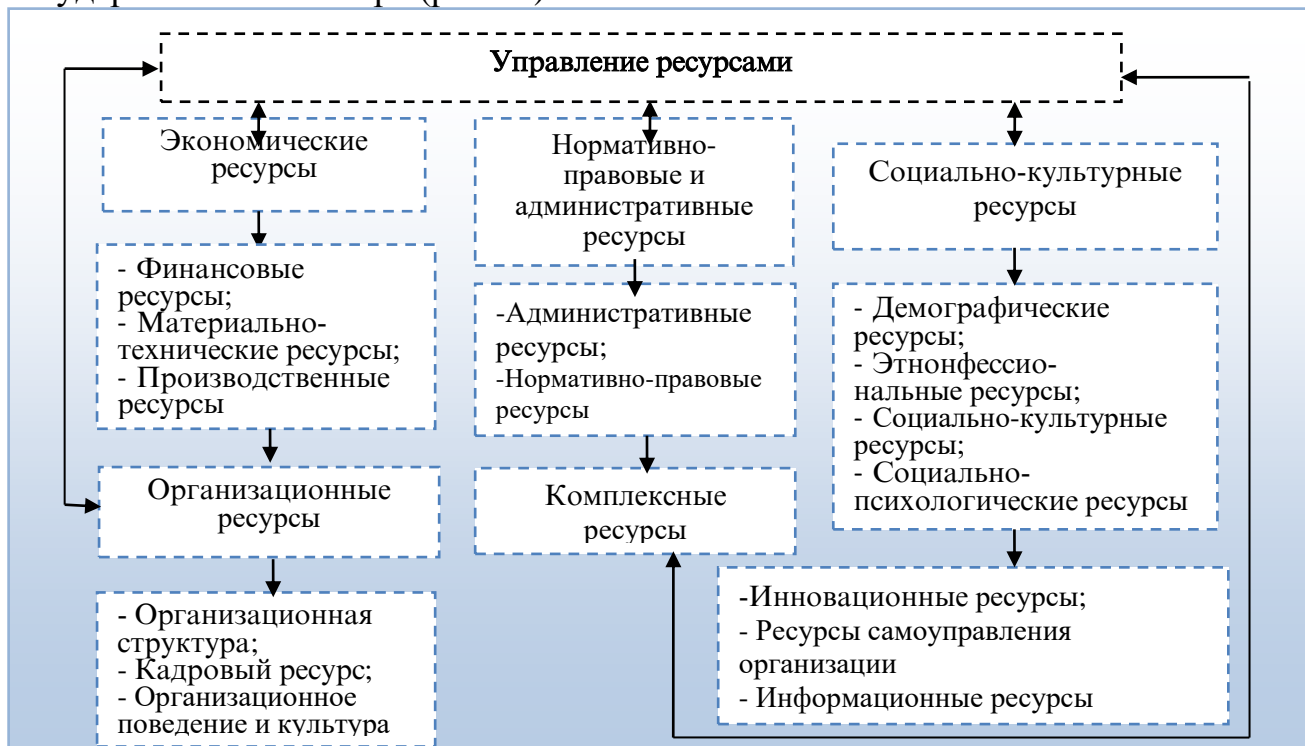 Управление ресурсами
Экономические
ресурсы
Нормативно-
правовые и
административные
ресурсы
Социально-культурные
ресурсы
- Финансовые
ресурсы;
- Материально-
технические ресурсы;
- Производственные
ресурсы
-Административные
ресурсы;
-Нормативно-правовые
ресурсы
- Демографические
ресурсы;
- Этнонфессио-
нальные ресурсы;
- Социально-культурные
ресурсы;
- Социально-
психологические ресурсы
Организационные
ресурсы
Комплексные
ресурсы
- Организационная
структура;
- Кадровый ресурс;
- Организационное
поведение и культура
-Инновационные ресурсы;
- Ресурсы самоуправления
организации
- Информационные ресурсы